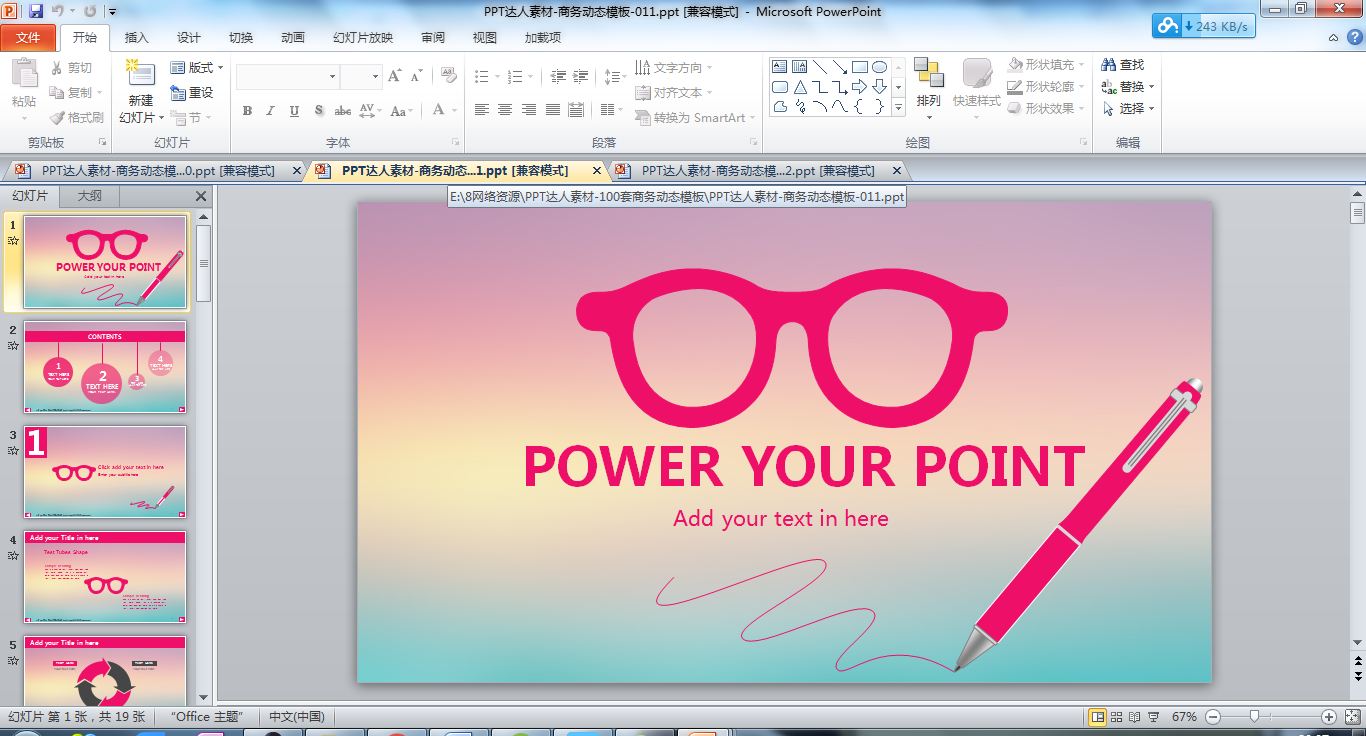 PPT达人素材-商务动态模板-011.ppt [兼容模式] - Microsoft PowerPoint
243 KB/s
文件 开始 插入 设计 切换 动画 幻灯片放映 审阅 视图 加载项
粘贴
剪切
复制
格式刷
剪贴板
新建
幻灯片
版式
重设
节
幻灯片
B I U S abc AV Aa A
字体
文字方向
对齐文本
转换为 SmartArt
段落
排列
快速样式
形状填充
形状轮廓
形状效果
绘图
查找
替换
选择
编辑
PPT达人素材-商务动态模...0.ppt [兼容模式]
PPT达人素材-商务动态...1.ppt [兼容模式]
PPT达人素材-商务动态模...2.ppt [兼容模式]
E:\8网络资源\PPT达人素材-100套商务动态模板\PPT达人素材-商务动态模板-011.ppt
幻灯片 大纲
1
POWER YOUR POINT
Add your text in here
2
CONTENTS
1
TEXT HERE
2
TEXT HERE
3
4
TEXT HERE
3
1
Click add your text in here
Enter your subtitle here
4
Add your Title in here
Test Tubes Shape
5
Add your Title in here
TEXT HERE
TEXT HERE
POWER YOUR POINT
Add your text in here
幻灯片 第 1 张，共 19 张
“Office 主题”
中文(中国)
67%